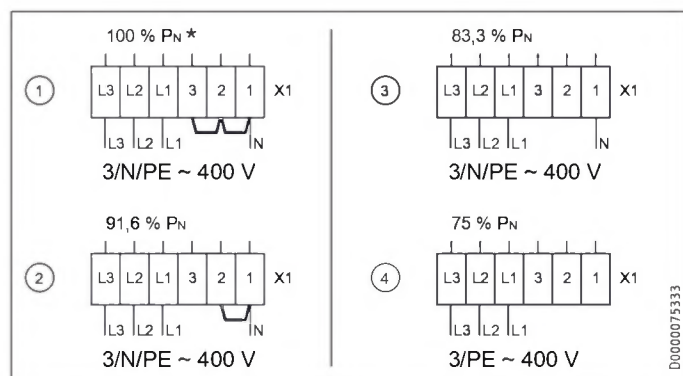 100 % PN *
1
L3 L2 L1 3 2 1 X1
L3 L2 L1 N
3/N/PE ~ 400 V
91,6 % PN
2
L3 L2 L1 3 2 1 X1
L3 L2 L1 N
3/N/PE ~ 400 V
83,3 % PN
3
L3 L2 L1 3 2 1 X1
L3 L2 L1 N
3/N/PE ~ 400 V
75 % PN
4
L3 L2 L1 3 2 1 X1
L3 L2 L1
3/PE ~ 400 V
D0000075333